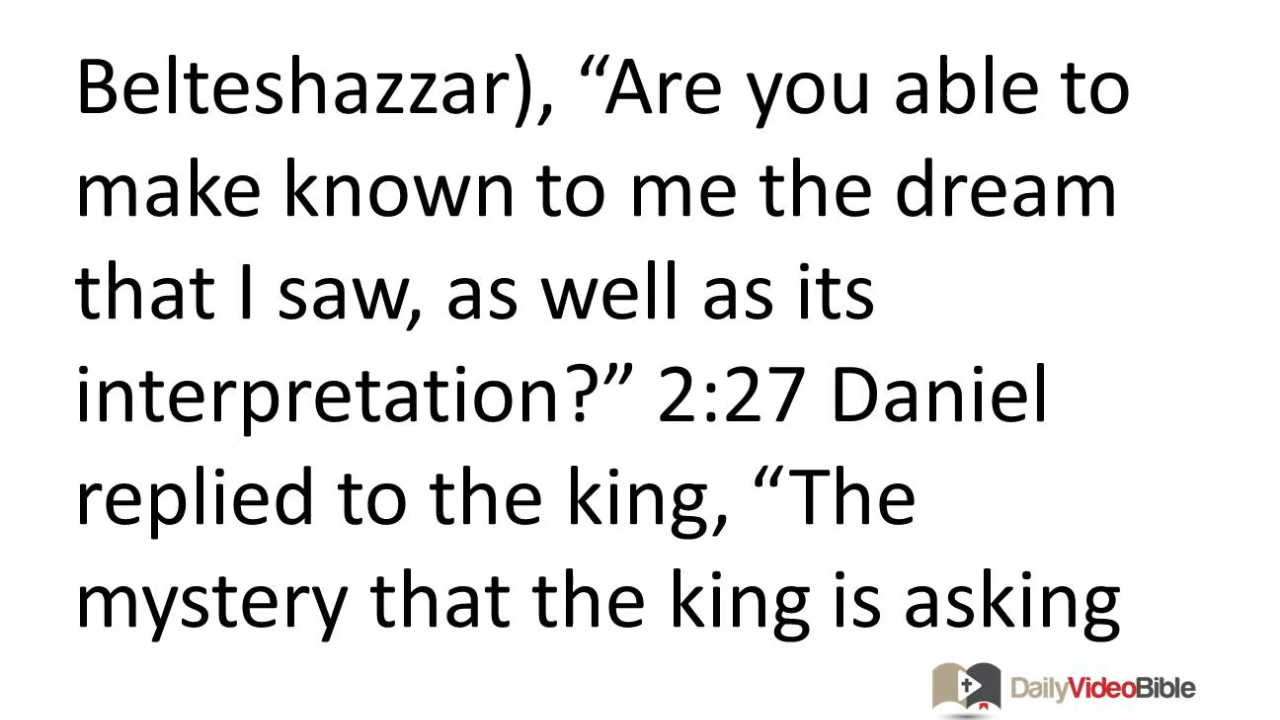 Belteshazzar), “Are you able to
make known to me the dream
that I saw, as well as its
interpretation?” 2:27 Daniel
replied to the king, “The
mystery that the king is asking
DailyVideoBible